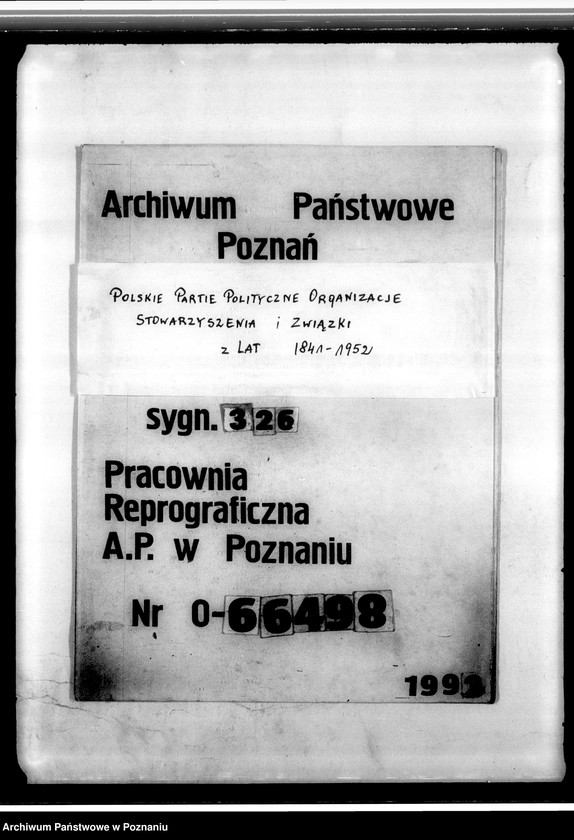 Archiwum Państwowe
Poznań
POLSKIE PARTIE POLITYCZNE ORGANIZACJE
STOWARZYSZENIA i ZWIĄZKI
z LAT 1841-1952
sygn. 326
Pracownia
Reprograficzna
A.P. w Poznaniu
Nr O-66498
1992
Archiwum Państwowe w Poznaniu